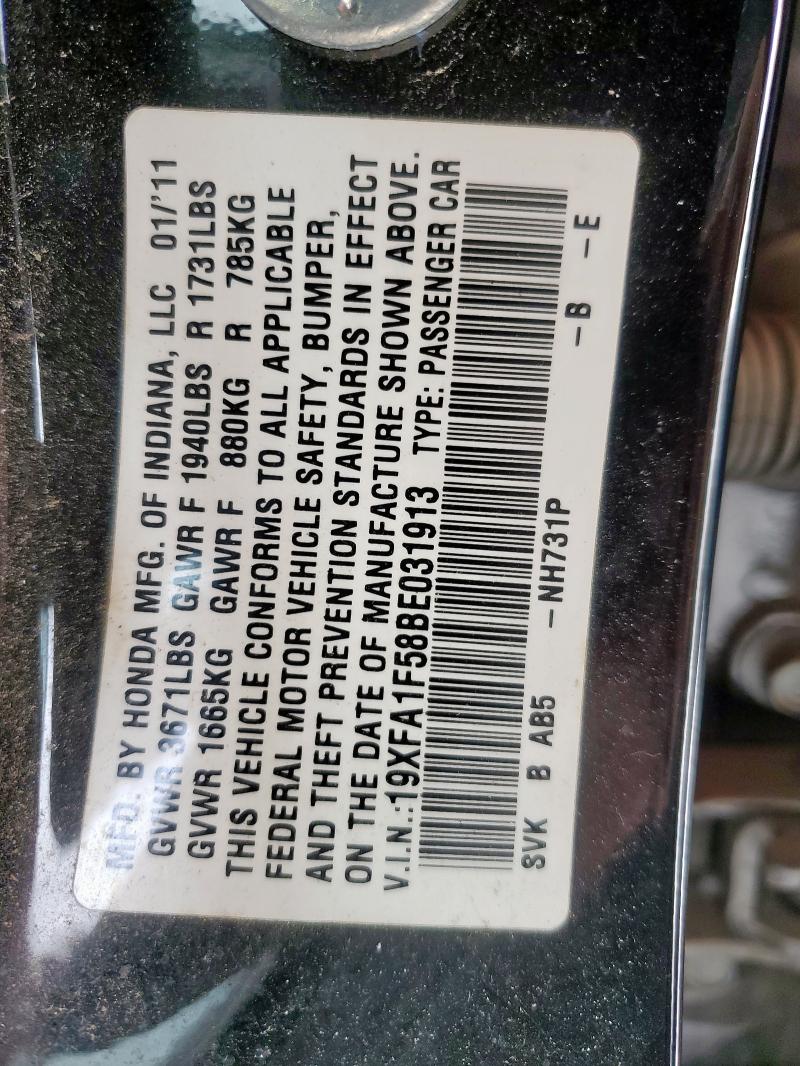 MFD. BY HONDA MFG. OF INDIANA, LLC 01/'11
GVWR 3671LBS GAWR F 1940LBS R 1731LBS
GVWR 1665KG GAWR F 880KG R 785KG
THIS VEHICLE CONFORMS TO ALL APPLICABLE
FEDERAL MOTOR VEHICLE SAFETY, BUMPER,
AND THEFT PREVENTION STANDARDS IN EFFECT
ON THE DATE OF MANUFACTURE SHOWN ABOVE.
V.I.N.:19XFA1F58BE031913 TYPE: PASSENGER CAR
SVK B AB5 -NH731P -B -E